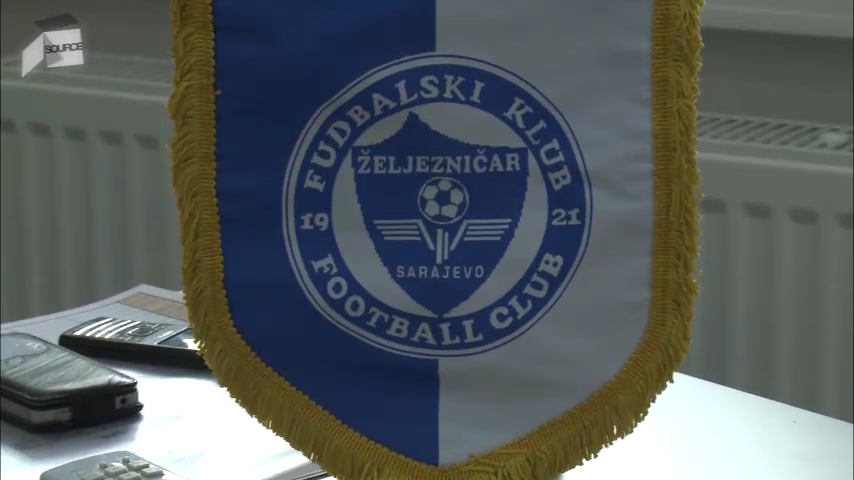 SOURCE
FUDBALSKI KLUB
ŽELJEZNIČAR
19 21
SARAJEVO
FOOTBALL CLUB